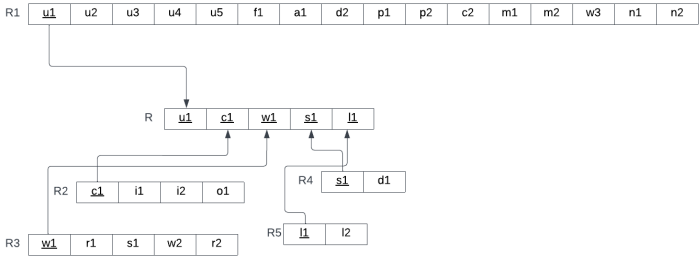 R1 u1 u2 u3 u4 u5 f1 a1 d2 p1 p2 c2 m1 m2 w3 n1 n2
R u1 c1 w1 s1 l1
R4 s1 d1
R2 c1 i1 i2 o1
R5 l1 l2
R3 w1 r1 s1 w2 r2